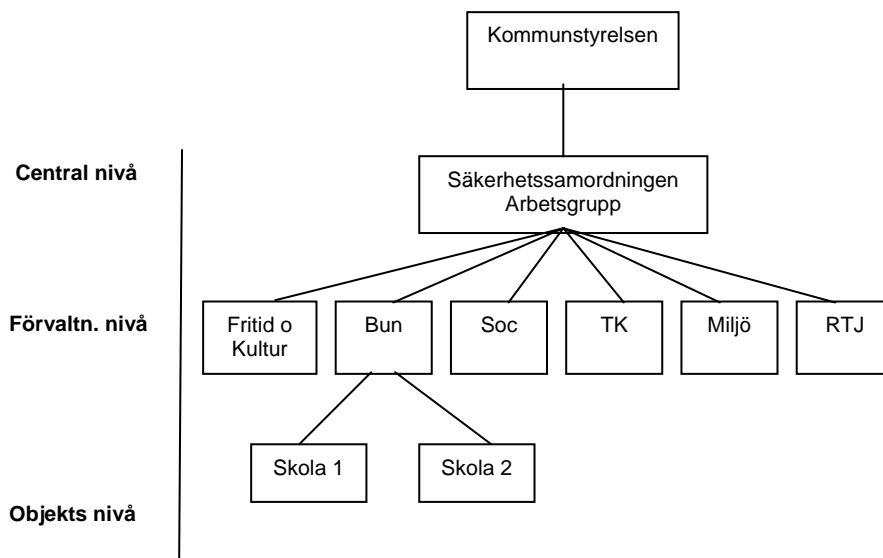 Kommunstyrelsen
Central nivå
Säkerhetssamordningen
Arbetsgrupp
Förvaltn. nivå
Fritid o
Kultur
Bun
Soc
TK
Miljö
RTJ
Skola 1
Skola 2
Objekts nivå